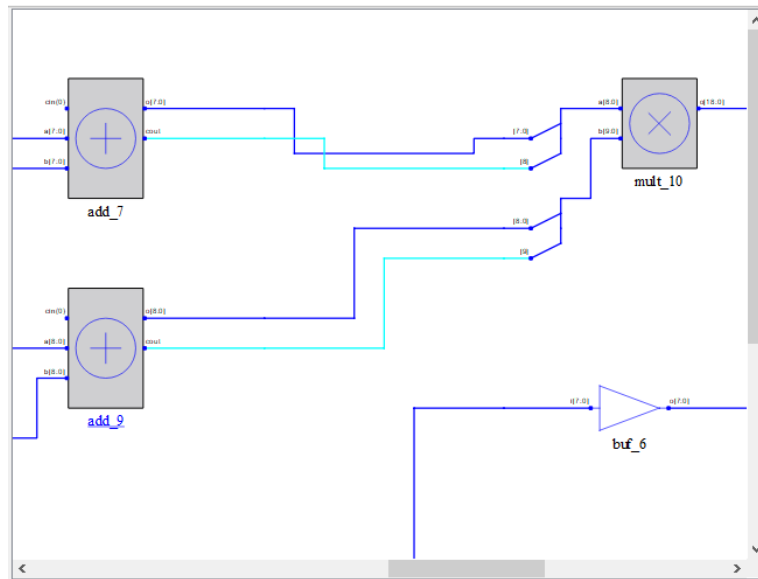 cin(0)
o[7.0]
a[7.0]
cout
b[7.0]
add_7
[7.0]
[8]
a[8.0]
o[18.0]
b[9.0]
mult_10
[8.0]
[9]
cin(0)
o[8.0]
a[8.0]
cout
b[8.0]
add_9
i[7.0]
o[7.0]
buf_6